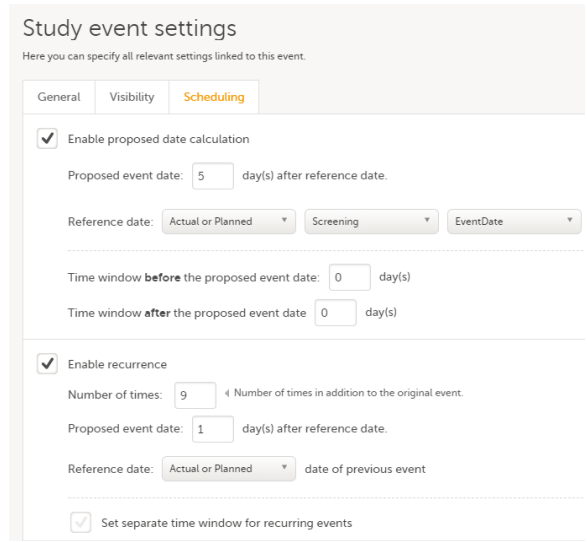 Study event settings
Here you can specify all relevant settings linked to this event.
General Visibility Scheduling
Enable proposed date calculation
Proposed event date: 5 day(s) after reference date.
Reference date: Actual or Planned Screening EventDate
Time window before the proposed event date: 0 day(s)
Time window after the proposed event date 0 day(s)
Enable recurrence
Number of times: 9 Number of times in addition to the original event.
Proposed event date: 1 day(s) after reference date.
Reference date: Actual or Planned date of previous event
Set separate time window for recurring events